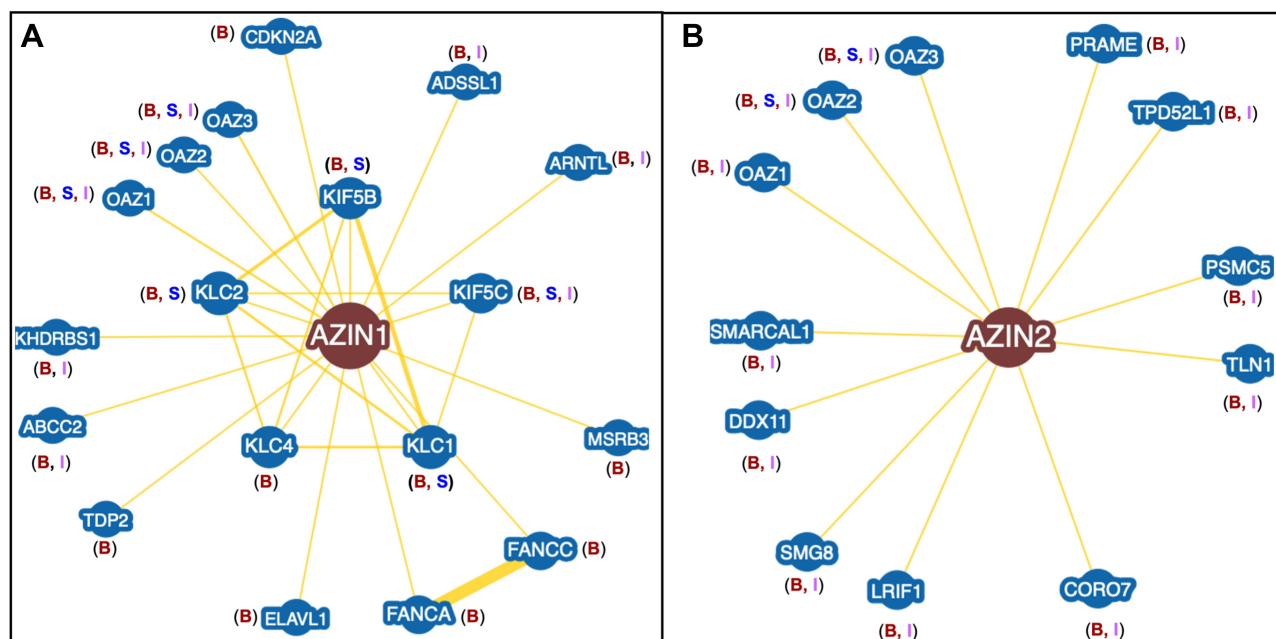 A
(B) CDKN2A
(B, I)
ADSSL1
(B, S, I) OAZ3
(B, S, I) OAZ2
ARNTL (B, I)
(B, S)
KIF5B
(B, S, I) OAZ1
(B, S) KLC2
KIF5C (B, S, I)
AZIN1
KHDRBS1
(B, I)
ABCC2
(B, I)
KLC4
(B)
KLC1
(B, S)
MSRB3
(B)
TDP2
(B)
FANCC (B)
(B) ELAVL1
FANCA (B)
B
PRAME (B, I)
(B, S, I) OAZ3
(B, S, I) OAZ2
TPD52L1 (B, I)
(B, I) OAZ1
PSMC5
(B, I)
SMARCAL1
(B, I)
AZIN2
TLN1
(B, I)
DDX11
(B, I)
SMG8
(B, I)
LRIF1
(B, I)
CORO7
(B, I)